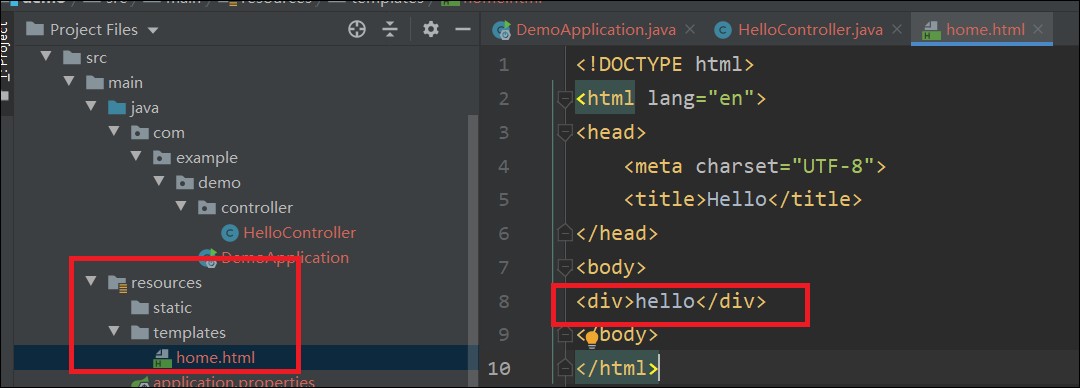 demo src main resources templates home.html
Project Files
DemoApplication.java
HelloController.java
home.html
1: Project
src
main
java
com
example
demo
controller
HelloController
DemoApplication
resources
static
templates
home.html
application.properties
1 <!DOCTYPE html>
2 <html lang="en">
3 <head>
4 <meta charset="UTF-8">
5 <title>Hello</title>
6 </head>
7 <body>
8 <div>hello</div>
9 </body>
10 </html>